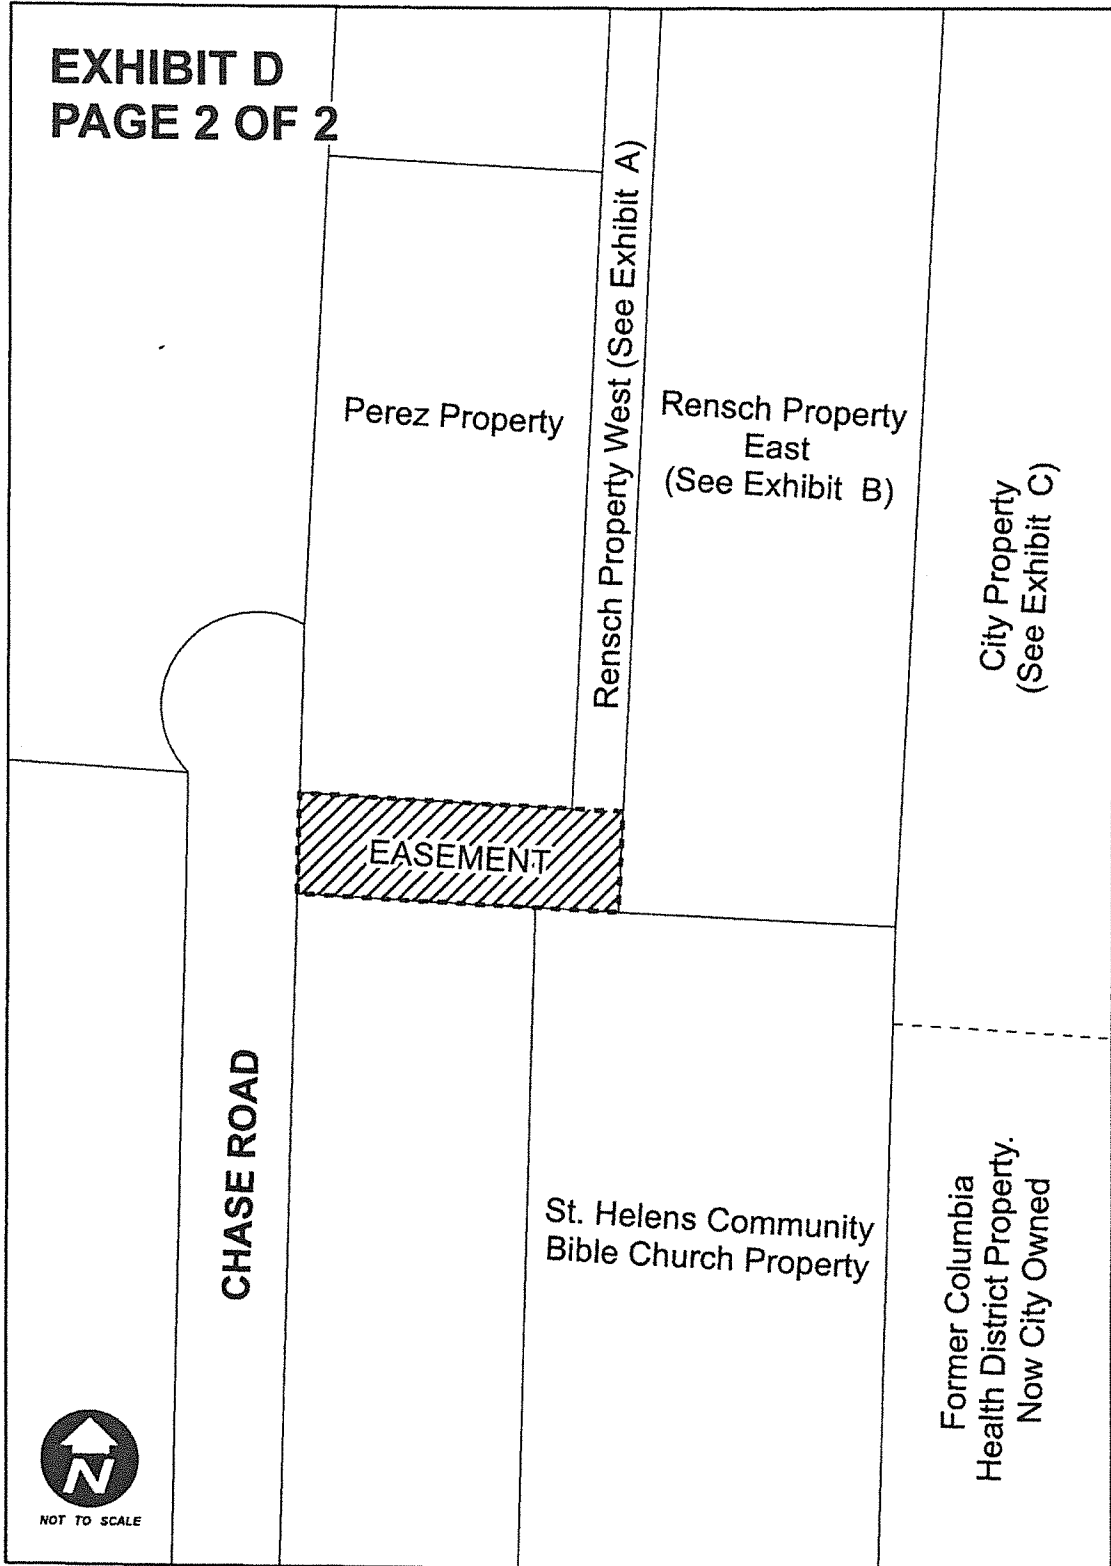 EXHIBIT D
PAGE 2 OF 2
Perez Property
Rensch Property West (See Exhibit A)
Rensch Property
East
(See Exhibit B)
City Property
(See Exhibit C)
EASEMENT
CHASE ROAD
St. Helens Community
Bible Church Property
Former Columbia
Health District Property.
Now City Owned
N
NOT TO SCALE